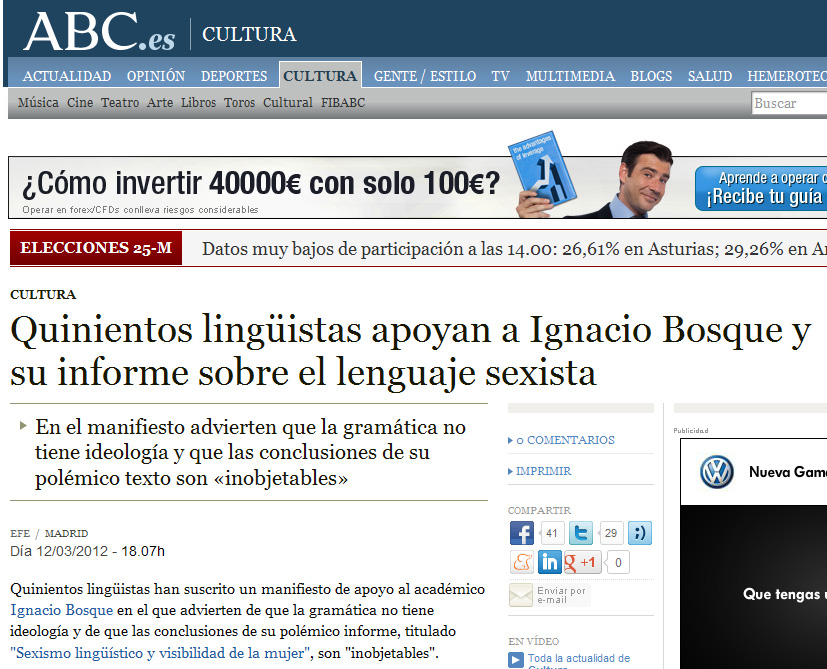 ABC.es CULTURA
ACTUALIDAD OPINIÓN DEPORTES CULTURA GENTE / ESTILO TV MULTIMEDIA BLOGS SALUD HEMEROTEC
Música Cine Teatro Arte Libros Toros Cultural FIBABC
Buscar
¿Cómo invertir 40000€ con solo 100€?
Operar en forex/CFDs conlleva riesgos considerables
the advantages
of leverage
Aprende a operar c
¡Recibe tu guía
ELECCIONES 25-M Datos muy bajos de participación a las 14.00: 26,61% en Asturias; 29,26% en A
CULTURA
Quinientos lingüistas apoyan a Ignacio Bosque y
su informe sobre el lenguaje sexista
En el manifiesto advierten que la gramática no
tiene ideología y que las conclusiones de su
polémico texto son «inobjetables»
EFE / MADRID
Día 12/03/2012 - 18.07h
Quinientos lingüistas han suscrito un manifiesto de apoyo al académico
Ignacio Bosque en el que advierten de que la gramática no tiene
ideología y de que las conclusiones de su polémico informe, titulado
"Sexismo lingüístico y visibilidad de la mujer", son "inobjetables".
0 COMENTARIOS
IMPRIMIR
COMPARTIR
f 41 t 29 ;)
in g +1 0
Enviar por
e-mail
EN VÍDEO
Toda la actualidad de
Cultura
Publicidad
Nueva Gam
Que tengas u